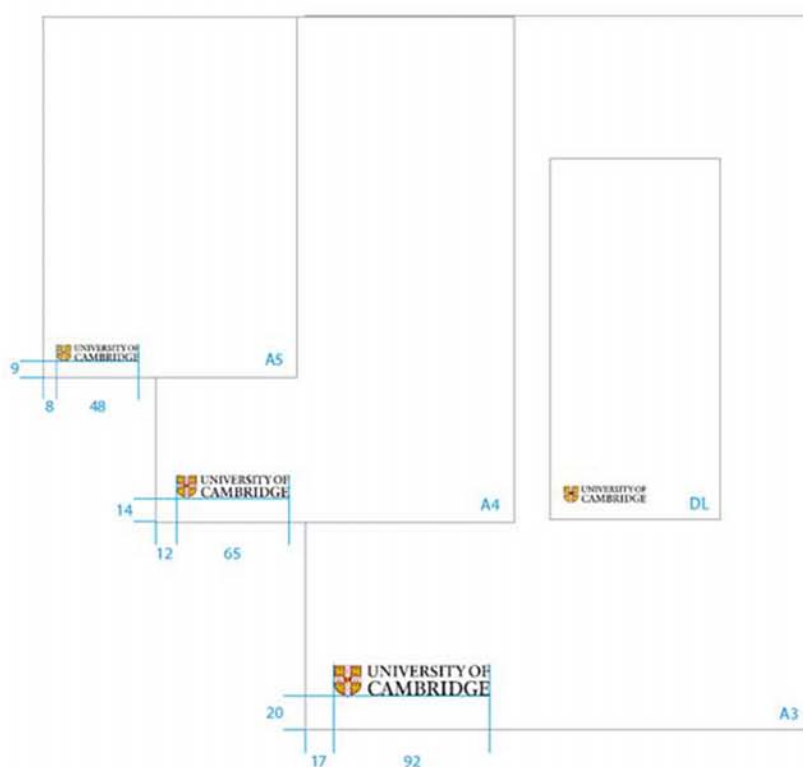 UNIVERSITY OF
CAMBRIDGE
A5
9
8
48
UNIVERSITY OF
CAMBRIDGE
A4
14
12
65
UNIVERSITY OF
CAMBRIDGE
DL
UNIVERSITY OF
CAMBRIDGE
20
A3
17
92